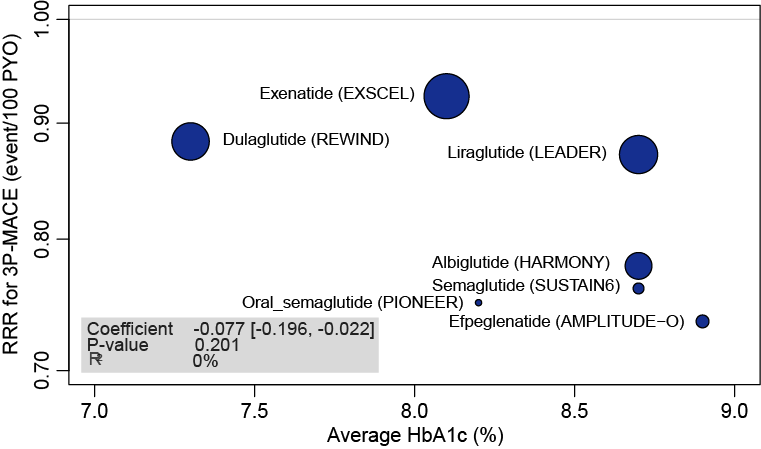 RRR for 3P-MACE (event/100 PYO)
1.00
0.90
0.80
0.70
Exenatide (EXSCEL)
Dulaglutide (REWIND)
Liraglutide (LEADER)
Albiglutide (HARMONY)
Semaglutide (SUSTAIN6)
Oral_semaglutide (PIONEER)
Efpeglenatide (AMPLITUDE−O)
Coefficient -0.077 [-0.196, -0.022]
P-value 0.201
R² 0%
7.0 7.5 8.0 8.5 9.0
Average HbA1c (%)